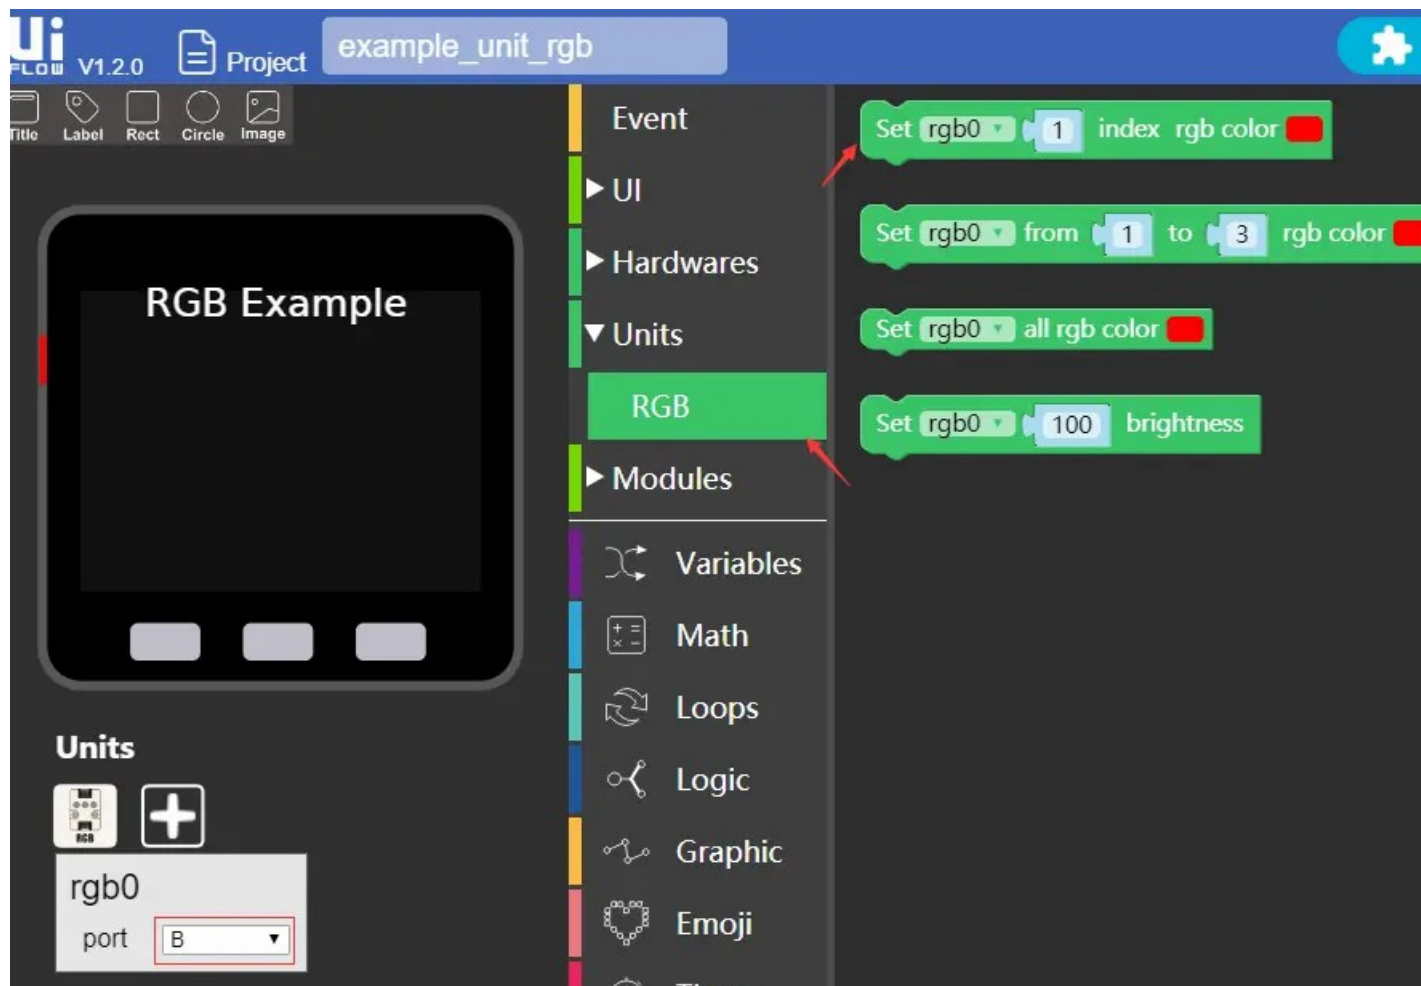 Ui
FLOW V1.2.0 Project example_unit_rgb
Title Label Rect Circle Image
RGB Example
Units
RGB
rgb0
port B
Event
UI
Hardwares
Units
RGB
Modules
Variables
Math
Loops
Logic
Graphic
Emoji
Set rgb0 1 index rgb color
Set rgb0 from 1 to 3 rgb color
Set rgb0 all rgb color
Set rgb0 100 brightness